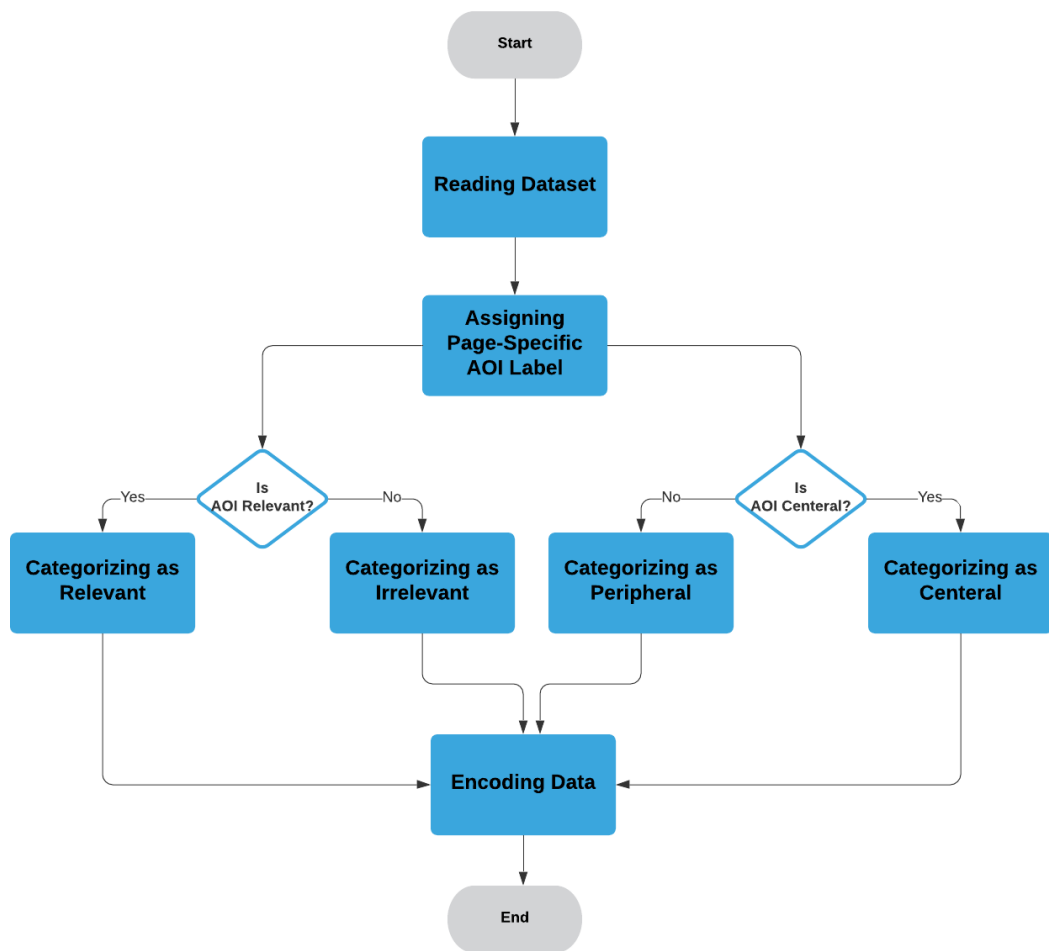 Start
Reading Dataset
Assigning
Page-Specific
AOI Label
Is
AOI Relevant?
Yes
No
Is
AOI Centeral?
No
Yes
Categorizing as
Relevant
Categorizing as
Irrelevant
Categorizing as
Peripheral
Categorizing as
Centeral
Encoding Data
End